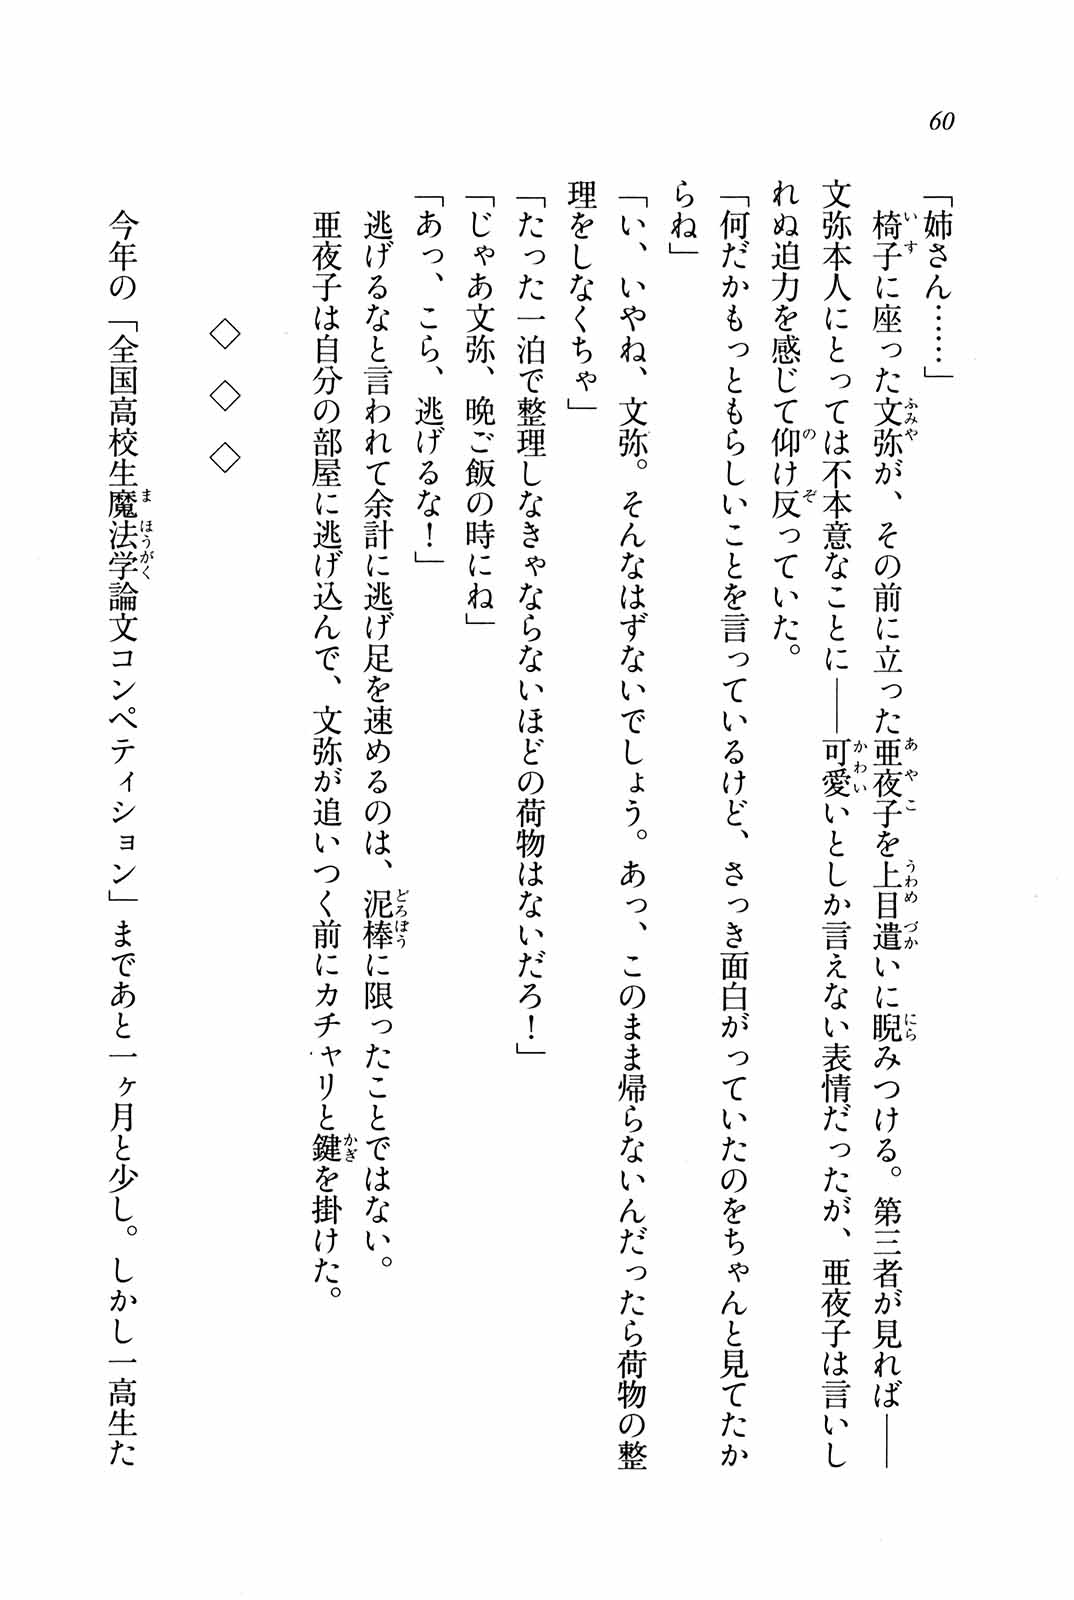 60
「姉さん……」
椅子に座った文弥が、その前に立った亜夜子を上目遣いに睨みつける。第三者が見れば――
文弥本人にとっては不本意なことに――可愛いとしか言えない表情だったが、亜夜子は言いし
れぬ迫力を感じて仰け反っていた。
「何だかもっともらしいことを言っているけど、さっき面白がっていたのをちゃんと見てたか
らね」
「い、いやね、文弥。そんなはずないでしょう。あっ、このまま帰らないんだったら荷物の整
理をしなくちゃ」
「たった一泊で整理しなきゃならないほどの荷物はないだろ！」
「じゃあ文弥、晩ご飯の時にね」
「あっ、こら、逃げるな！」
逃げるなと言われて余計に逃げ足を速めるのは、泥棒に限ったことではない。
亜夜子は自分の部屋に逃げ込んで、文弥が追いつく前にカチャリと鍵を掛けた。
◇ ◇ ◇
今年の「全国高校生魔法学論文コンペティション」まであと一ヶ月と少し。しかし一高生た